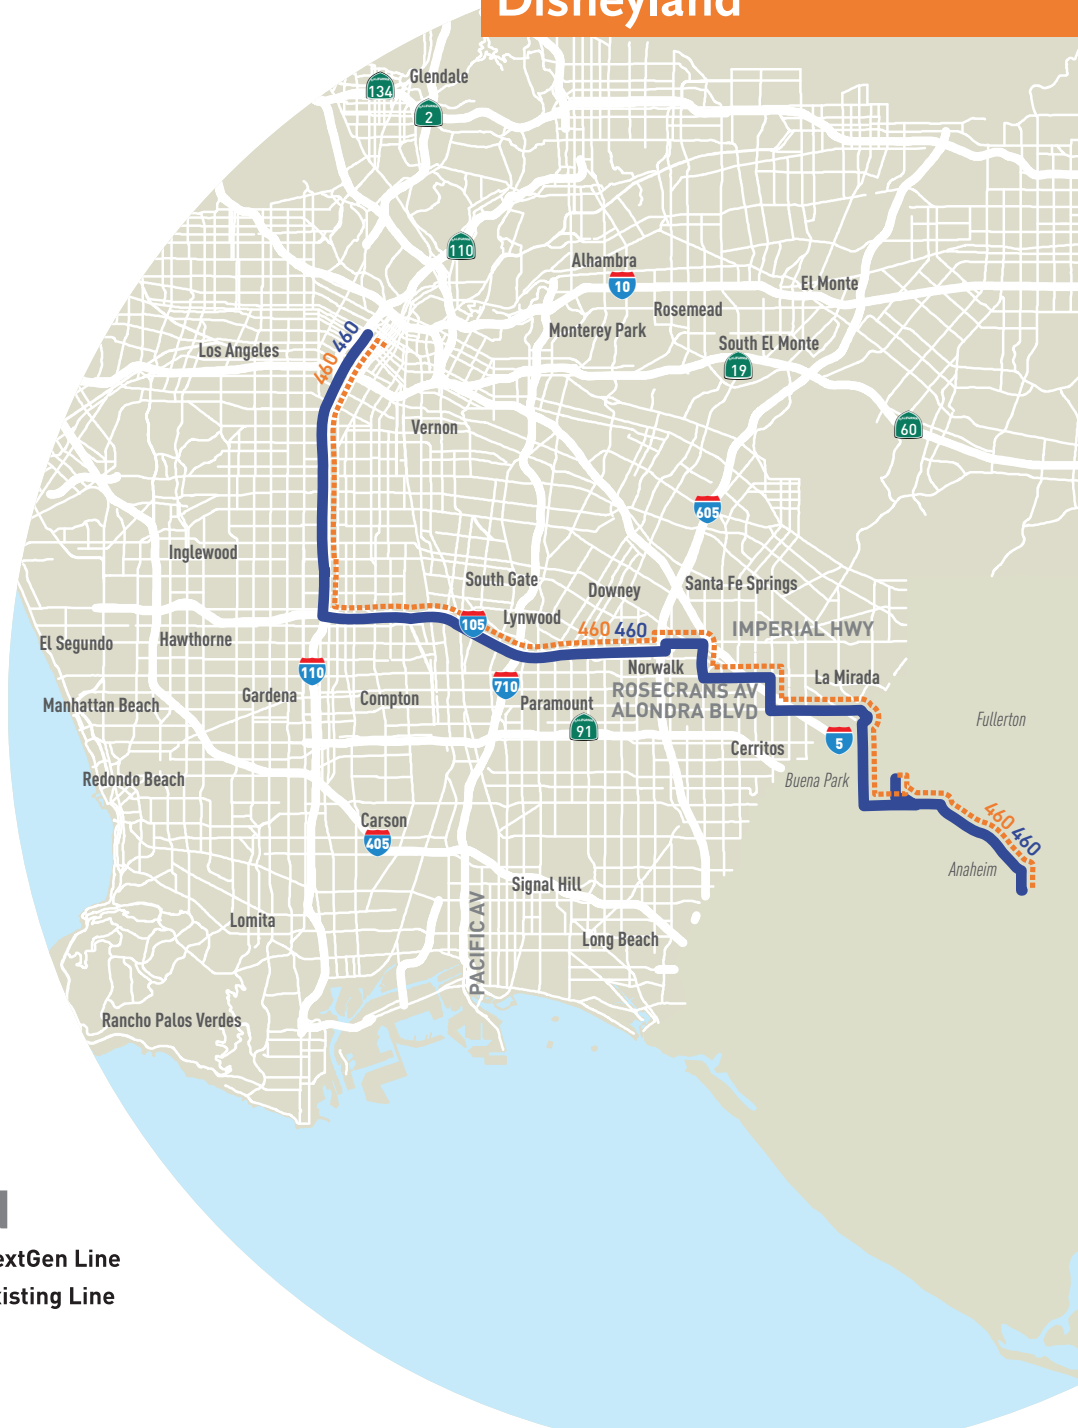 Disneyland
Glendale
134
2
110
Alhambra
10
El Monte
Rosemead
Monterey Park
South El Monte
19
460
460
Los Angeles
Vernon
60
605
Inglewood
South Gate
Downey
Santa Fe Springs
Lynwood
105
460 460
IMPERIAL HWY
El Segundo
Hawthorne
110
Norwalk
La Mirada
710
ROSECRANS AV
Gardena
Compton
Paramount
ALONDRA BLVD
Manhattan Beach
91
Fullerton
5
Cerritos
Redondo Beach
Buena Park
Carson
405
460
460
Anaheim
Signal Hill
Lomita
PACIFIC AV
Long Beach
Rancho Palos Verdes
extGen Line
xisting Line